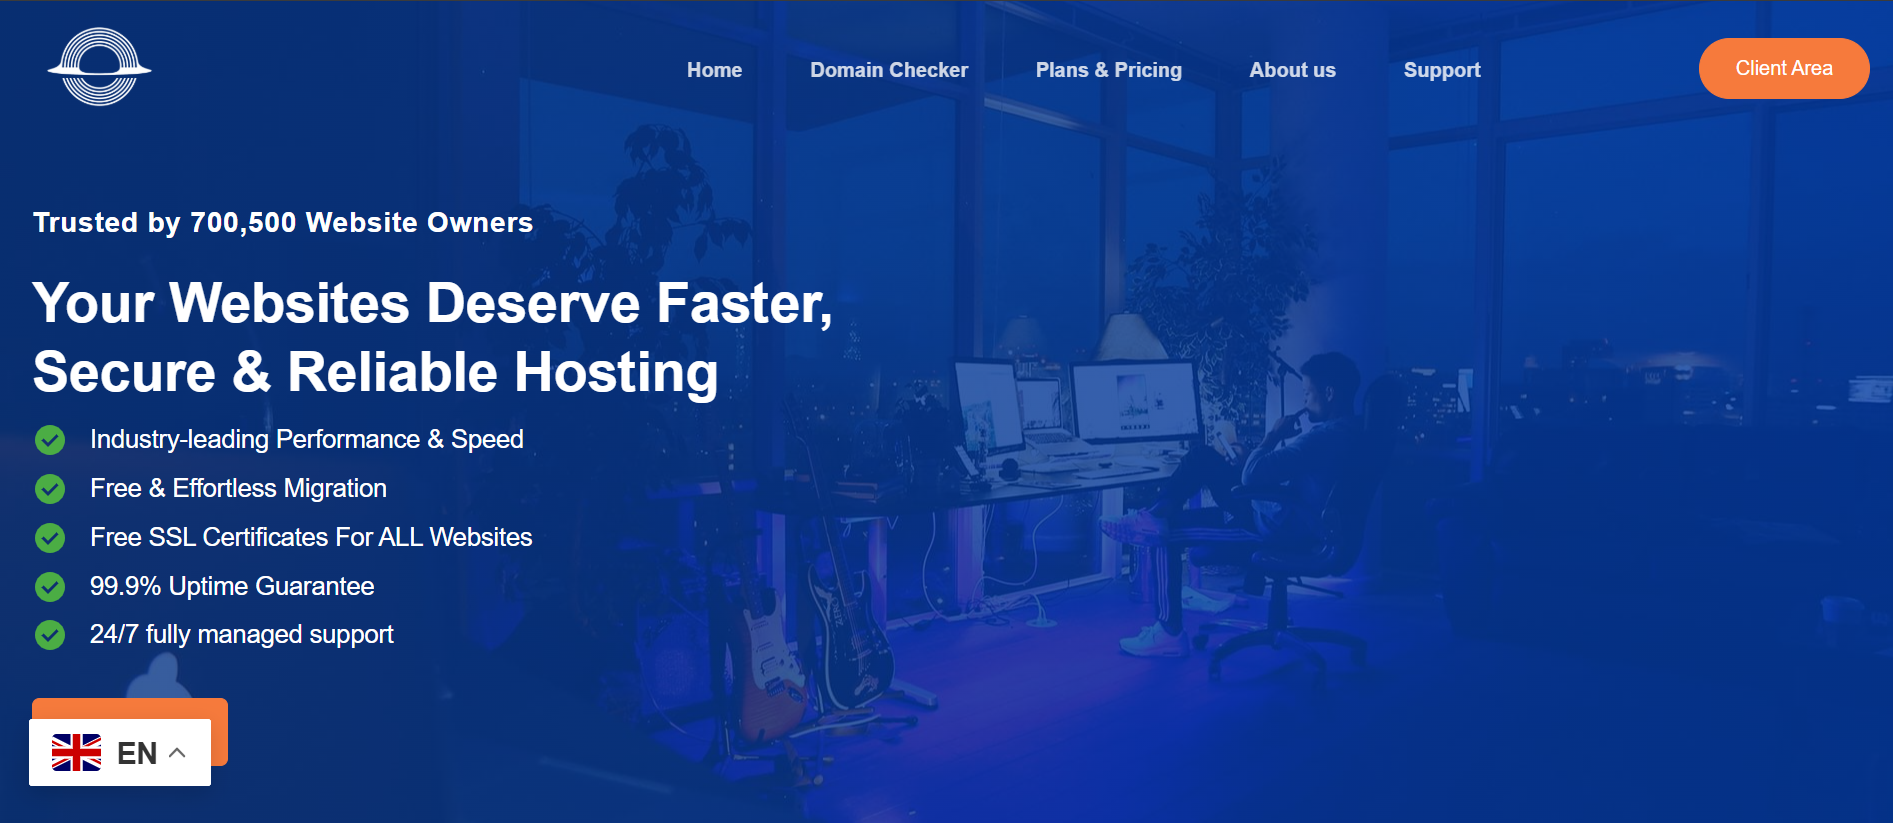 Home
Domain Checker
Plans & Pricing
About us
Support
Client Area
Trusted by 700,500 Website Owners
Your Websites Deserve Faster,
Secure & Reliable Hosting
Industry-leading Performance & Speed
Free & Effortless Migration
Free SSL Certificates For ALL Websites
99.9% Uptime Guarantee
24/7 fully managed support
EN